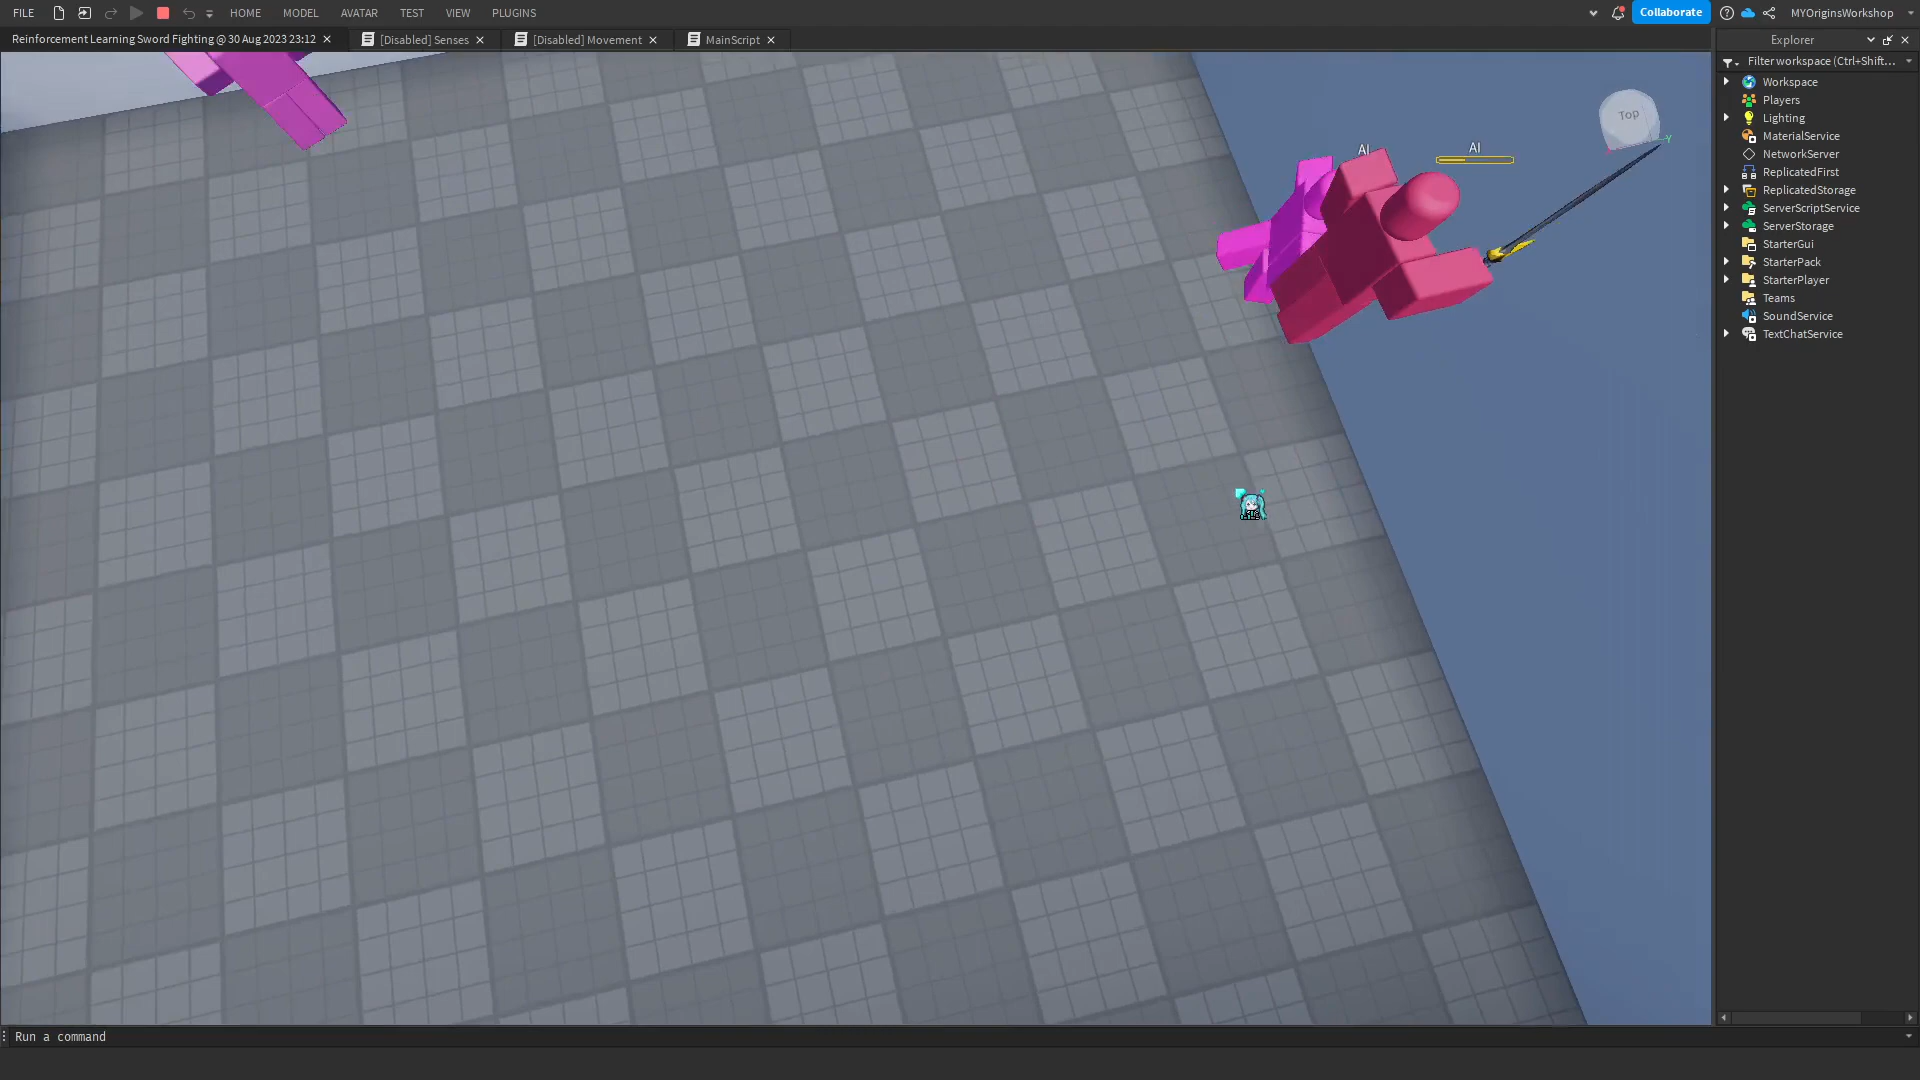 FILE HOME MODEL AVATAR TEST VIEW PLUGINS Collaborate MYOriginsWorkshop
Reinforcement Learning Sword Fighting @ 30 Aug 2023 23:12 [Disabled] Senses [Disabled] Movement MainScript
Explorer
Filter workspace (Ctrl+Shift...
Workspace
Players
Lighting
MaterialService
NetworkServer
ReplicatedFirst
ReplicatedStorage
ServerScriptService
ServerStorage
StarterGui
StarterPack
StarterPlayer
Teams
SoundService
TextChatService
Top
Y
AI
AI
Run a command